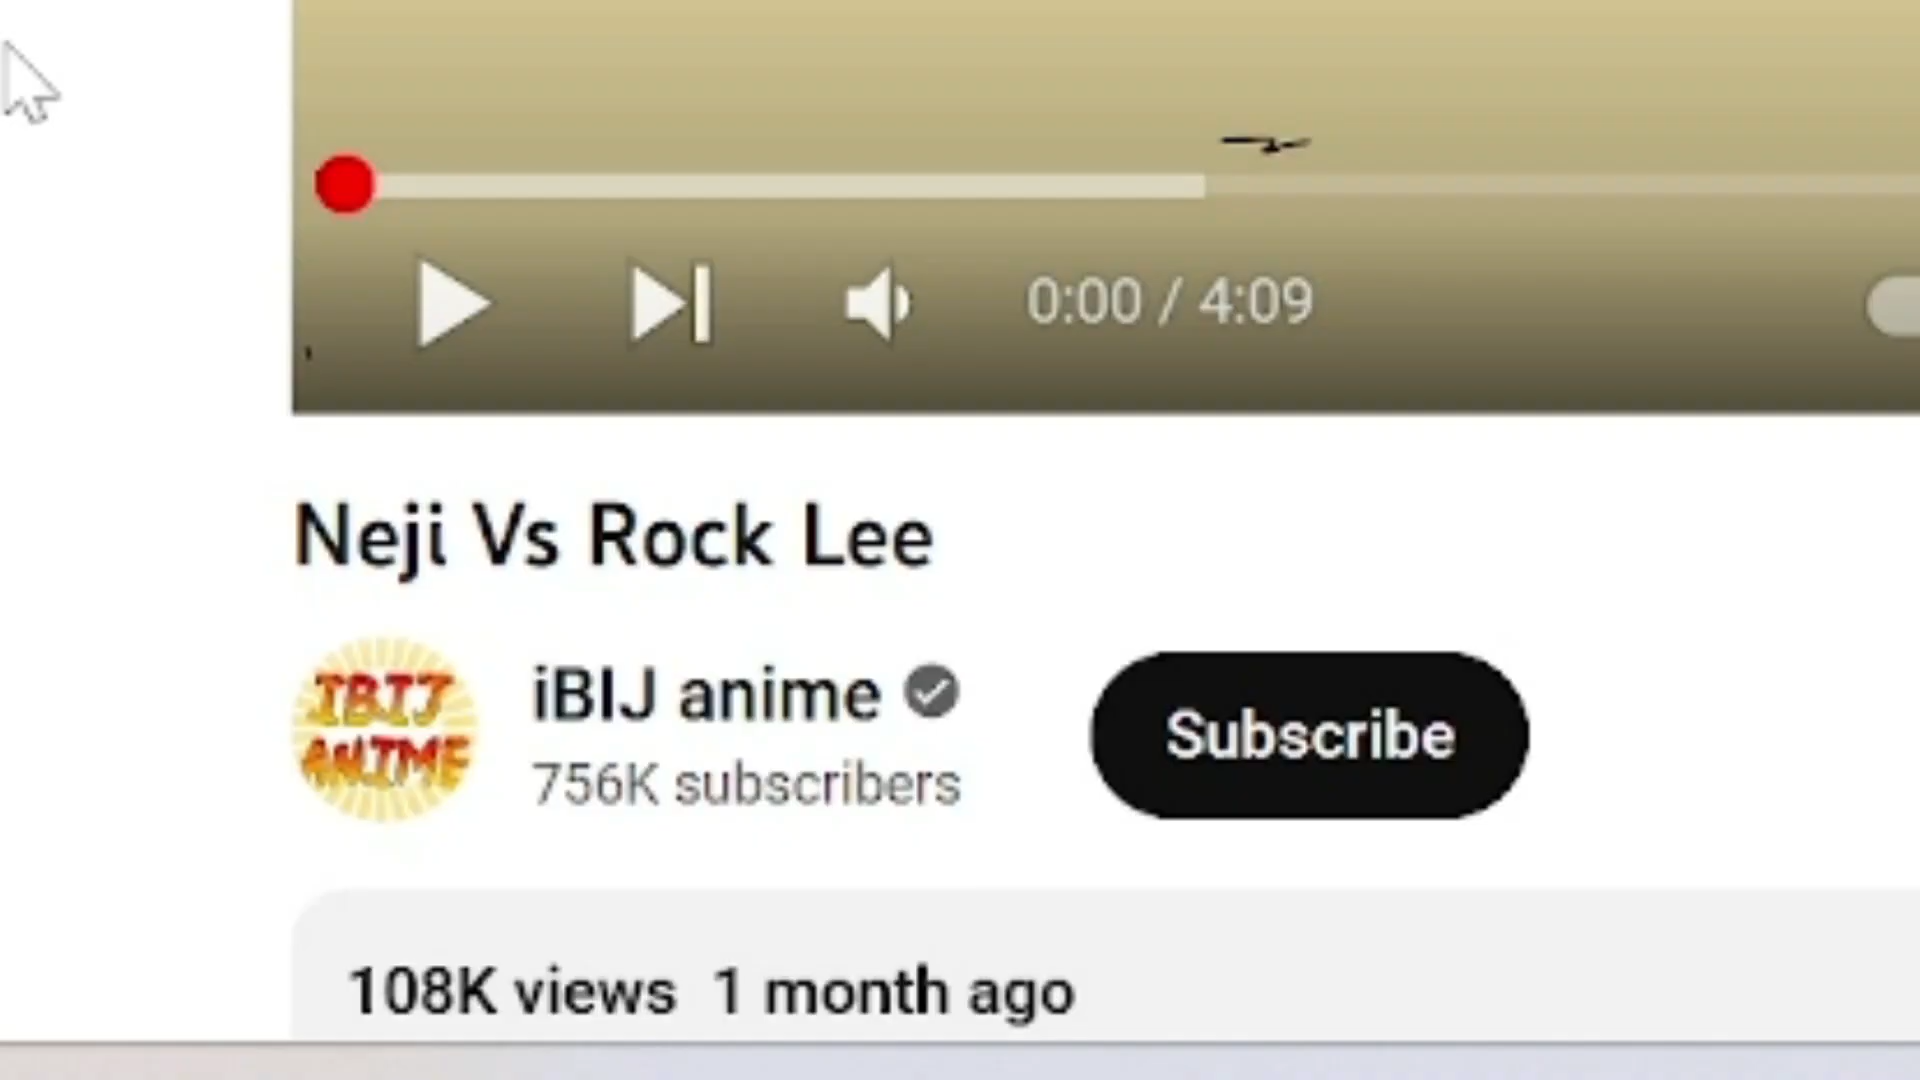 0:00 / 4:09
Neji Vs Rock Lee
IBIJ
ANIME
iBIJ anime
756K subscribers
Subscribe
108K views 1 month ago